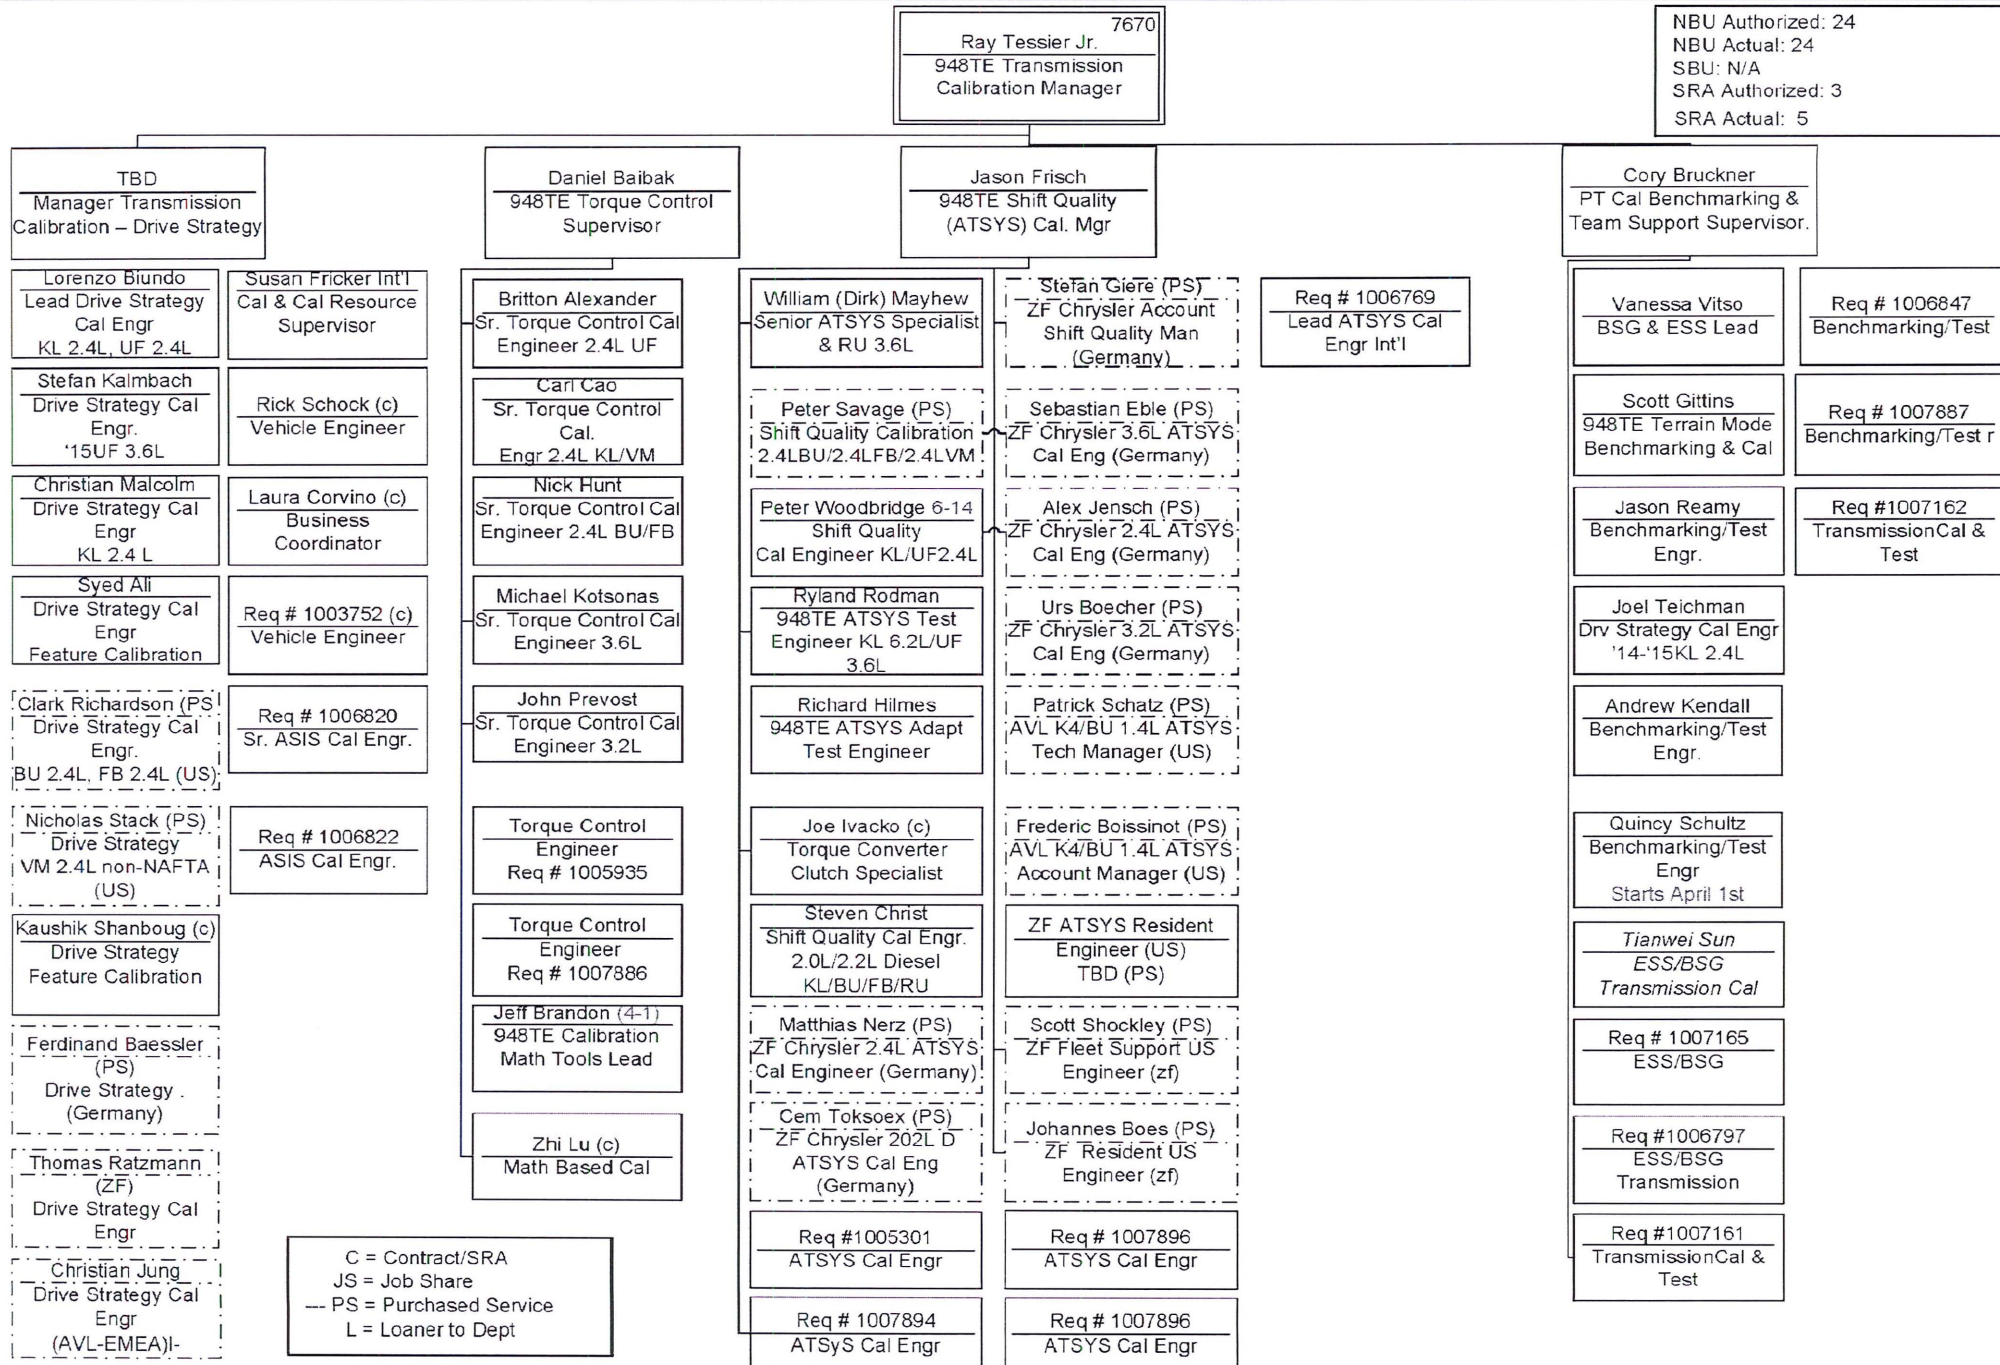 7670
Ray Tessier Jr.
948TE Transmission
Calibration Manager
NBU Authorized: 24
NBU Actual: 24
SBU: N/A
SRA Authorized: 3
SRA Actual: 5
TBD
Manager Transmission
Calibration – Drive Strategy
Lorenzo Biundo
Lead Drive Strategy
Cal Engr
KL 2.4L, UF 2.4L
Stefan Kalmbach
Drive Strategy Cal
Engr.
'15UF 3.6L
Christian Malcolm
Drive Strategy Cal
Engr
KL 2.4 L
Syed Ali
Drive Strategy Cal
Engr
Feature Calibration
Clark Richardson (PS
Drive Strategy Cal
Engr.
BU 2.4L, FB 2.4L (US)
Nicholas Stack (PS)
Drive Strategy
VM 2.4L non-NAFTA
(US)
Kaushik Shanboug (c)
Drive Strategy
Feature Calibration
Ferdinand Baessler
(PS)
Drive Strategy .
(Germany)
Thomas Ratzmann
(ZF)
Drive Strategy Cal
Engr
Christian Jung
Drive Strategy Cal
Engr
(AVL-EMEA)I-
Susan Fricker Int'l
Cal & Cal Resource
Supervisor
Rick Schock (c)
Vehicle Engineer
Laura Corvino (c)
Business
Coordinator
Req # 1003752 (c)
Vehicle Engineer
Req # 1006820
Sr. ASIS Cal Engr.
Req # 1006822
ASIS Cal Engr.
C = Contract/SRA
JS = Job Share
--- PS = Purchased Service
L = Loaner to Dept
Daniel Baibak
948TE Torque Control
Supervisor
Britton Alexander
Sr. Torque Control Cal
Engineer 2.4L UF
Carl Cao
Sr. Torque Control
Cal.
Engr 2.4L KL/VM
Nick Hunt
Sr. Torque Control Cal
Engineer 2.4L BU/FB
Michael Kotsonas
Sr. Torque Control Cal
Engineer 3.6L
John Prevost
Sr. Torque Control Cal
Engineer 3.2L
Torque Control
Engineer
Req # 1005935
Torque Control
Engineer
Req # 1007886
Jeff Brandon (4-1)
948TE Calibration
Math Tools Lead
Zhi Lu (c)
Math Based Cal
Jason Frisch
948TE Shift Quality
(ATSYS) Cal. Mgr
William (Dirk) Mayhew
Senior ATSYS Specialist
& RU 3.6L
Peter Savage (PS)
Shift Quality Calibration
2.4LBU/2.4LFB/2.4LVM
Peter Woodbridge 6-14
Shift Quality
Cal Engineer KL/UF2.4L
Ryland Rodman
948TE ATSYS Test
Engineer KL 6.2L/UF
3.6L
Richard Hilmes
948TE ATSYS Adapt
Test Engineer
Joe Ivacko (c)
Torque Converter
Clutch Specialist
Steven Christ
Shift Quality Cal Engr.
2.0L/2.2L Diesel
KL/BU/FB/RU
Matthias Nerz (PS)
ZF Chrysler 2.4L ATSYS
Cal Engineer (Germany)
Cem Toksoex (PS)
ZF Chrysler 202L D
ATSYS Cal Eng
(Germany)
Req #1005301
ATSYS Cal Engr
Req # 1007894
ATSyS Cal Engr
Stefan Giere (PS)
ZF Chrysler Account
Shift Quality Man
(Germany)
Sebastian Eble (PS)
ZF Chrysler 3.6L ATSYS
Cal Eng (Germany)
Alex Jensch (PS)
ZF Chrysler 2.4L ATSYS
Cal Eng (Germany)
Urs Boecher (PS)
ZF Chrysler 3.2L ATSYS
Cal Eng (Germany)
Patrick Schatz (PS)
AVL K4/BU 1.4L ATSYS
Tech Manager (US)
Frederic Boissinot (PS)
AVL K4/BU 1.4L ATSYS
Account Manager (US)
ZF ATSYS Resident
Engineer (US)
TBD (PS)
Scott Shockley (PS)
ZF Fleet Support US
Engineer (zf)
Johannes Boes (PS)
ZF Resident US
Engineer (zf)
Req # 1007896
ATSYS Cal Engr
Req # 1007896
ATSYS Cal Engr
Req # 1006769
Lead ATSYS Cal
Engr Int'l
Cory Bruckner
PT Cal Benchmarking &
Team Support Supervisor.
Vanessa Vitso
BSG & ESS Lead
Scott Gittins
948TE Terrain Mode
Benchmarking & Cal
Jason Reamy
Benchmarking/Test
Engr.
Joel Teichman
Drv Strategy Cal Engr
'14-'15KL 2.4L
Andrew Kendall
Benchmarking/Test
Engr.
Quincy Schultz
Benchmarking/Test
Engr
Starts April 1st
Tianwei Sun
ESS/BSG
Transmission Cal
Req # 1007165
ESS/BSG
Req #1006797
ESS/BSG
Transmission
Req #1007161
TransmissionCal &
Test
Req # 1006847
Benchmarking/Test
Req # 1007887
Benchmarking/Test r
Req #1007162
TransmissionCal &
Test